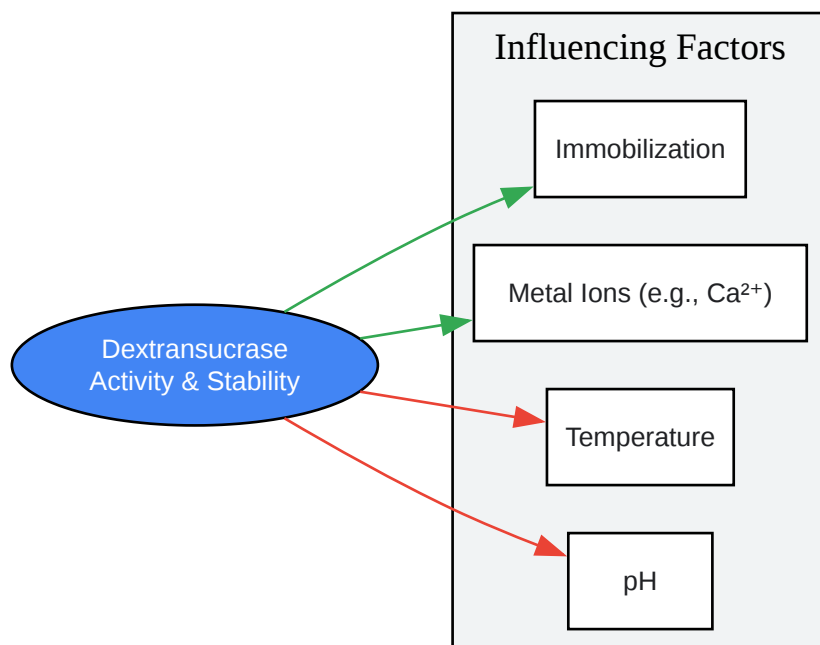 Influencing Factors
Immobilization
Metal Ions (e.g., Ca²⁺)
Dextransucrase
Activity & Stability
Temperature
pH